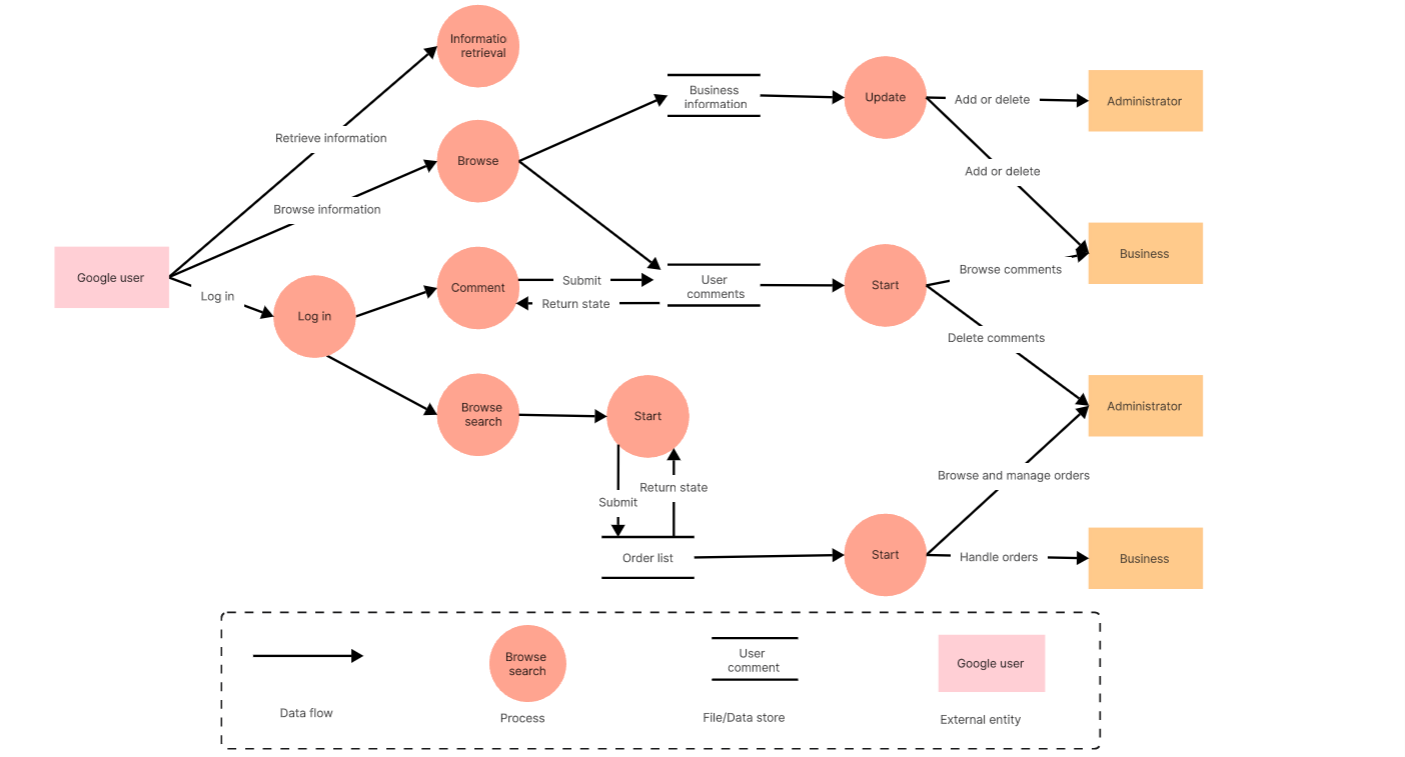 Informatio
retrieval
Retrieve information
Browse
Browse information
Google user
Log in
Log in
Comment
Submit
Return state
Browse
search
Start
Submit
Return state
Order list
Business
information
User
comments
Update
Add or delete
Add or delete
Administrator
Business
Start
Browse comments
Delete comments
Administrator
Browse and manage orders
Start
Handle orders
Business
Browse
search
User
comment
Google user
Data flow
Process
File/Data store
External entity